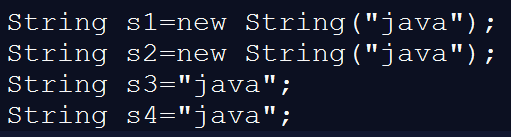 String s1=new String("java");
String s2=new String("java");
String s3="java";
String s4="java";